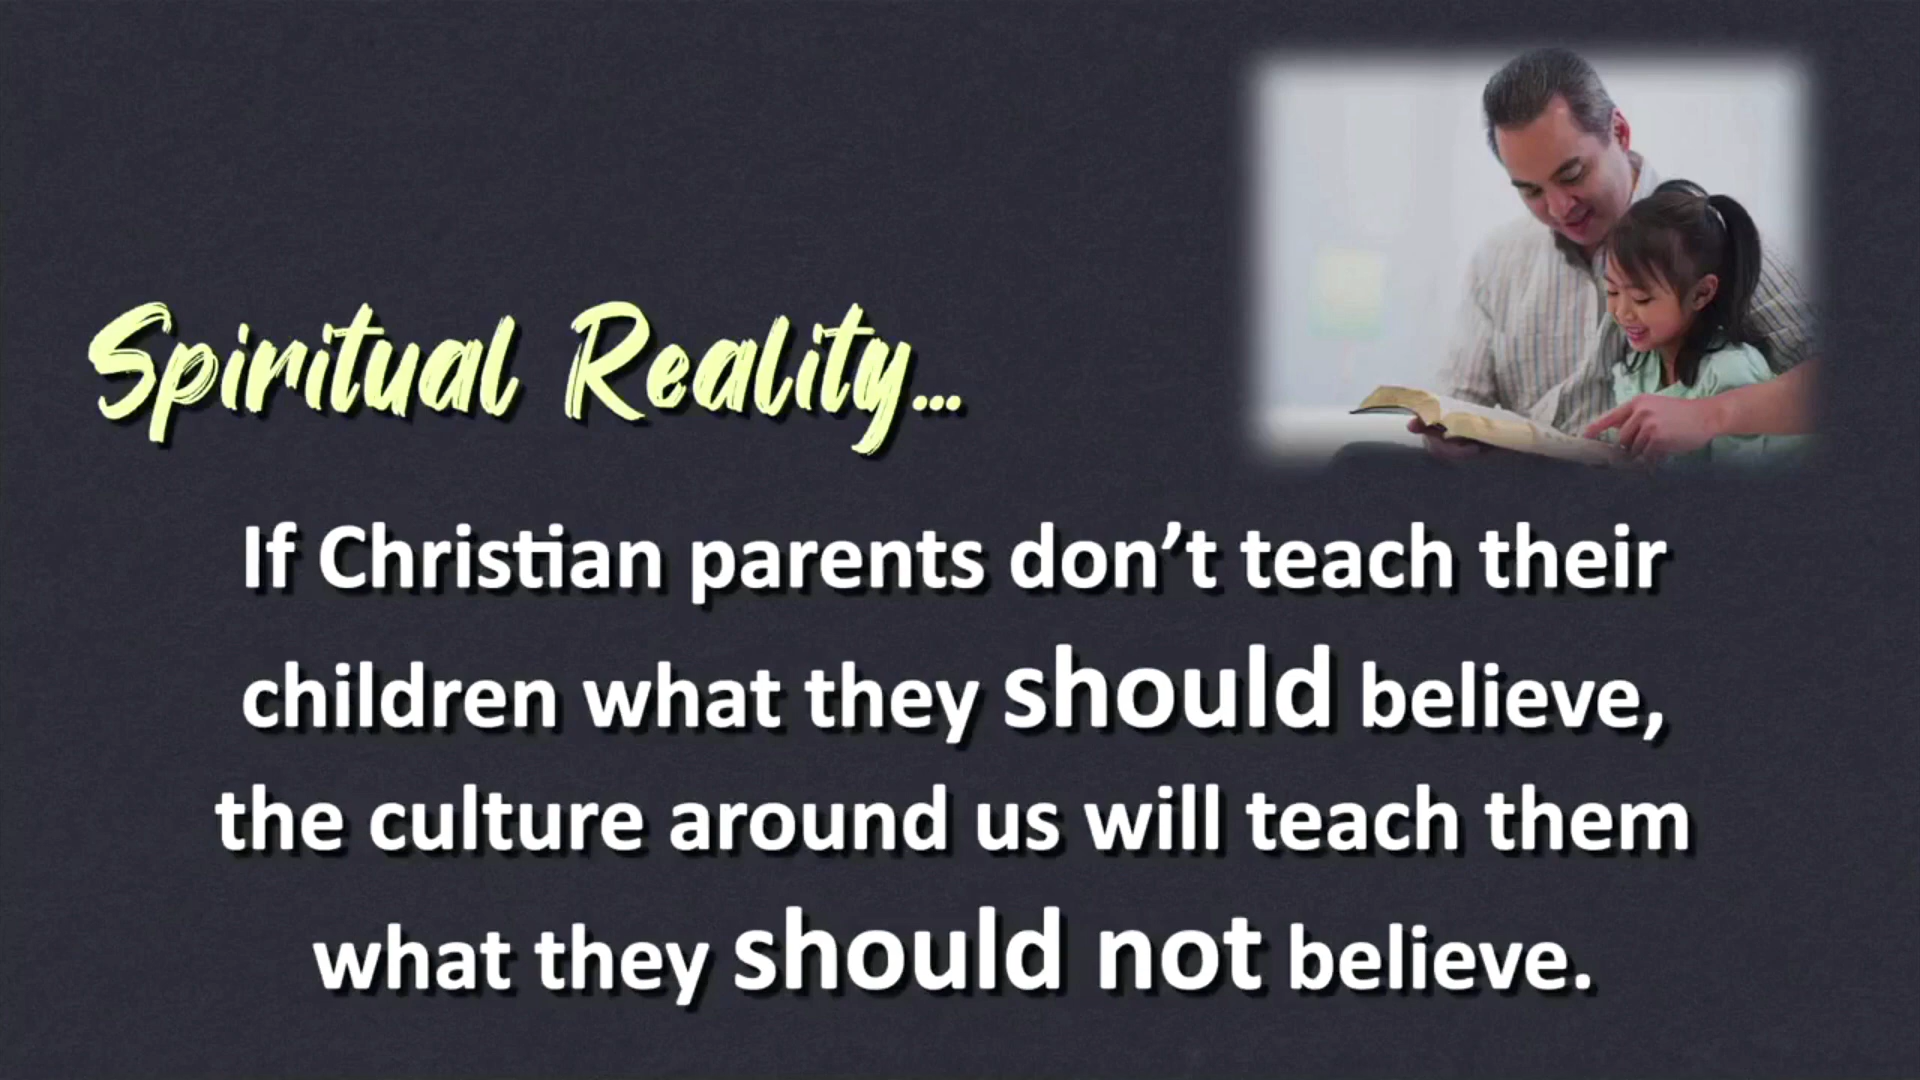 Spiritual Reality...
If Christian parents don’t teach their
children what they should believe,
the culture around us will teach them
what they should not believe.